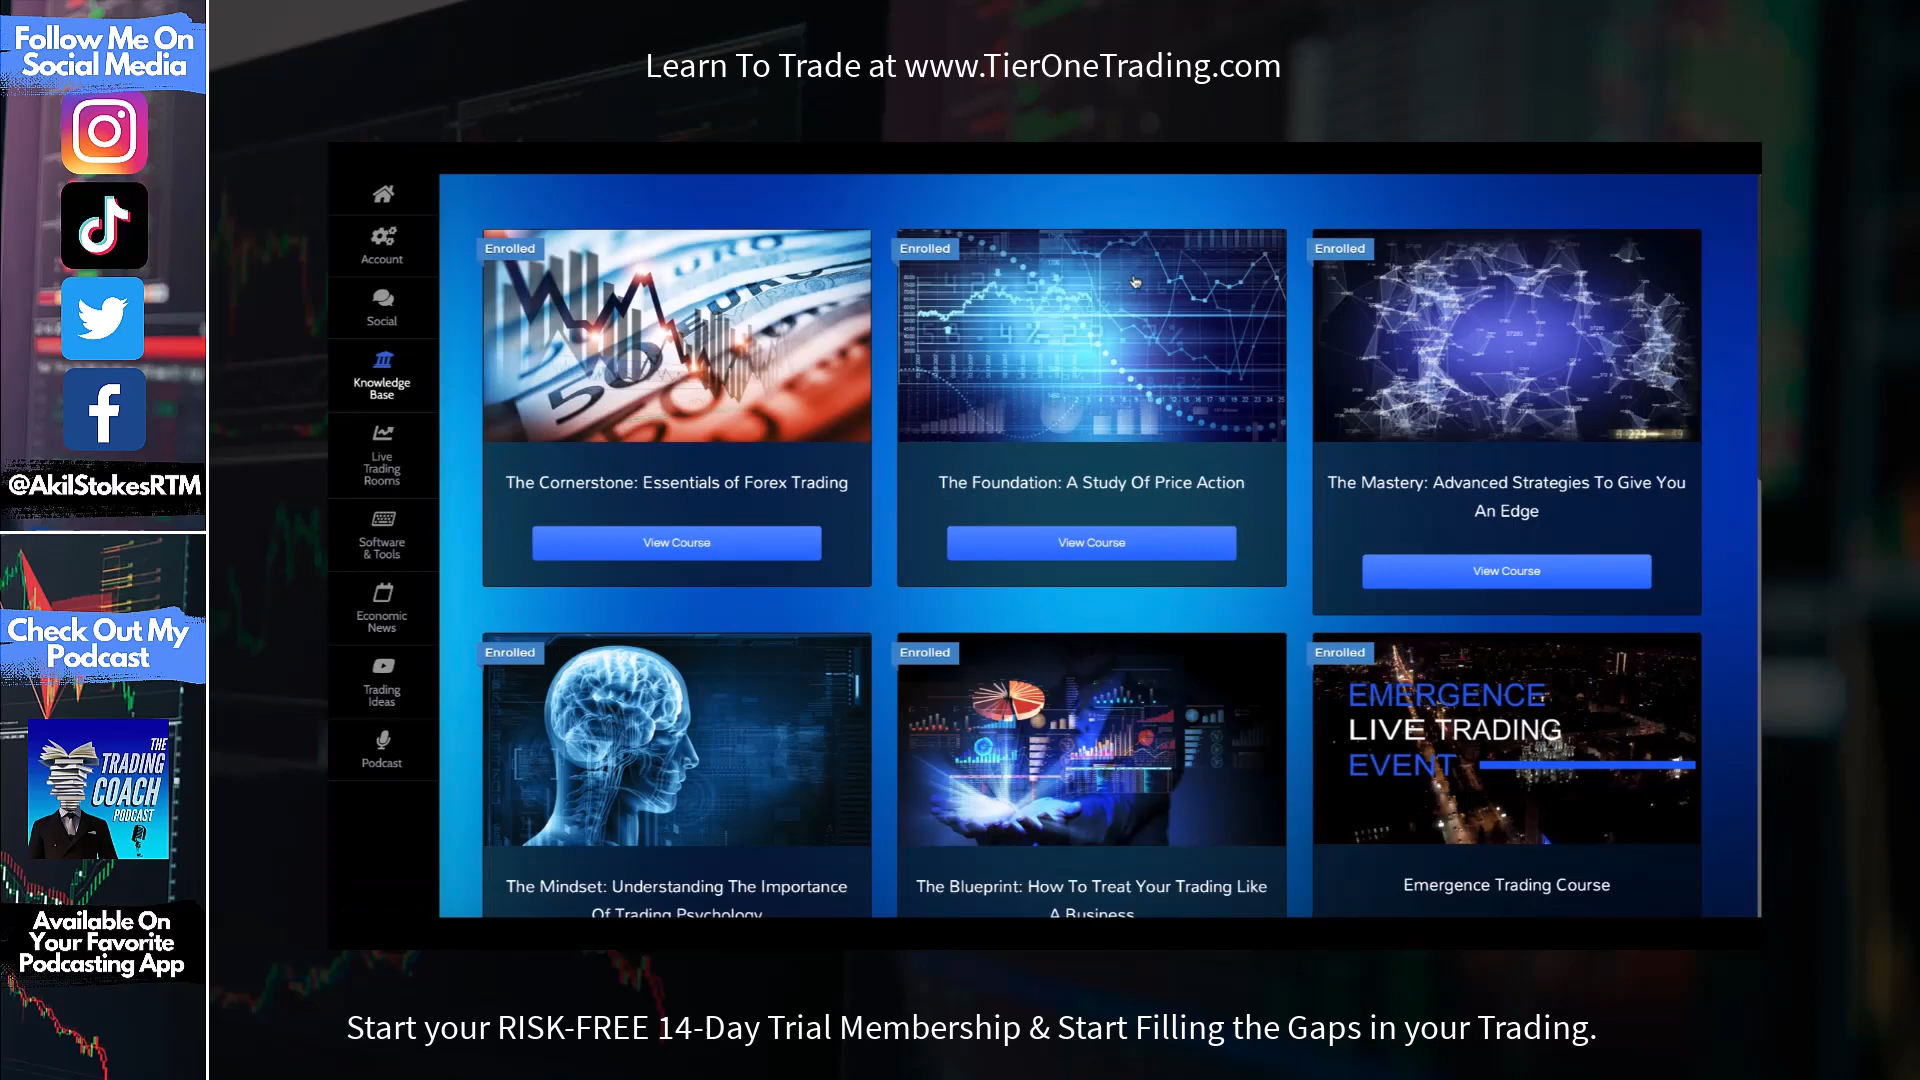 Follow Me On
Social Media
@AkilStokesRTM
Check Out My
Podcast
THE
TRADING
COACH
PODCAST
Available On
Your Favorite
Podcasting App
Learn To Trade at www.TierOneTrading.com
Account
Social
Knowledge
Base
Live
Trading
Rooms
Software
& Tools
Economic
News
Trading
Ideas
Podcast
Enrolled
The Cornerstone: Essentials of Forex Trading
View Course
Enrolled
The Foundation: A Study Of Price Action
View Course
Enrolled
The Mastery: Advanced Strategies To Give You
An Edge
View Course
Enrolled
The Mindset: Understanding The Importance
Of Trading Psychology
Enrolled
The Blueprint: How To Treat Your Trading Like
A Business
Enrolled
EMERGENCE
LIVE TRADING
EVENT
Emergence Trading Course
Start your RISK-FREE 14-Day Trial Membership & Start Filling the Gaps in your Trading.